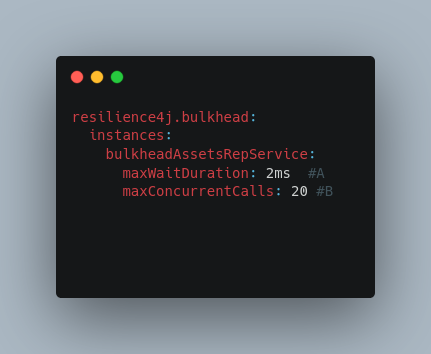 resilience4j.bulkhead:
  instances:
    bulkheadAssetsRepService:
      maxWaitDuration: 2ms  #A
      maxConcurrentCalls: 20 #B